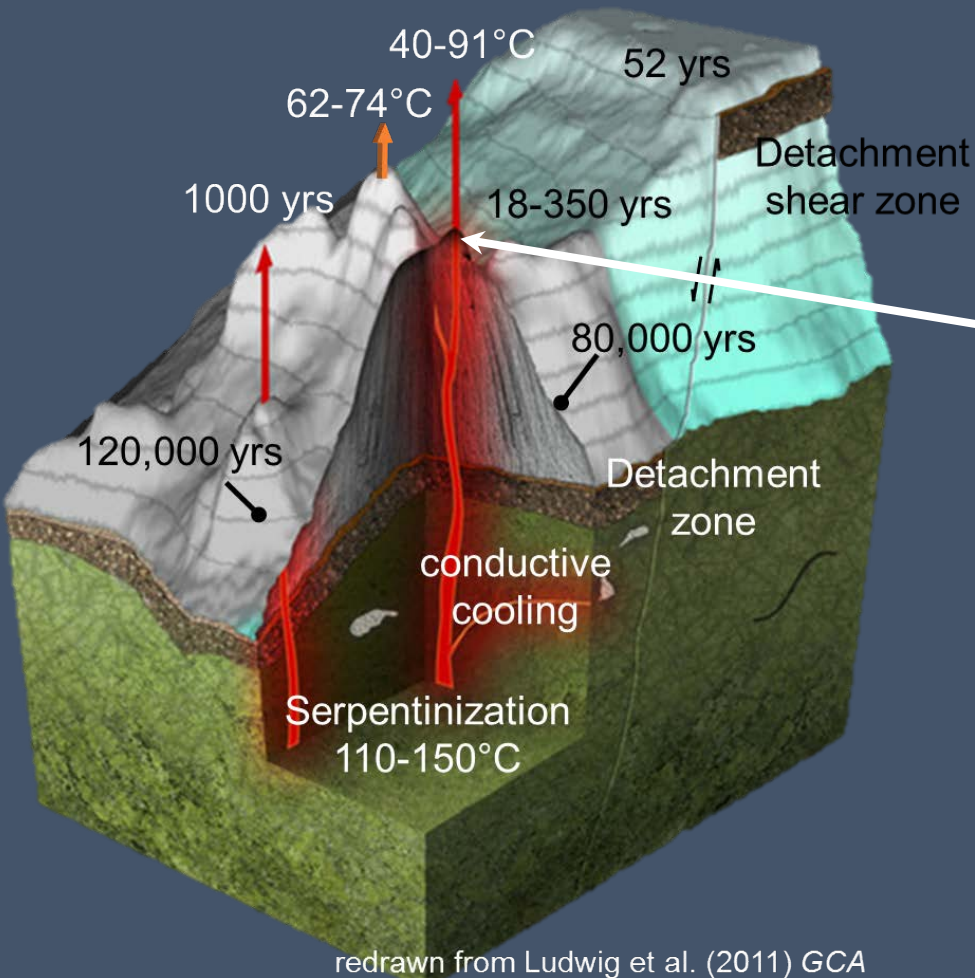 40-91°C
52 yrs
62-74°C
Detachment
shear zone
1000 yrs
18-350 yrs
80,000 yrs
120,000 yrs
Detachment
zone
conductive
cooling
Serpentinization
110-150°C
redrawn from Ludwig et al. (2011) GCA